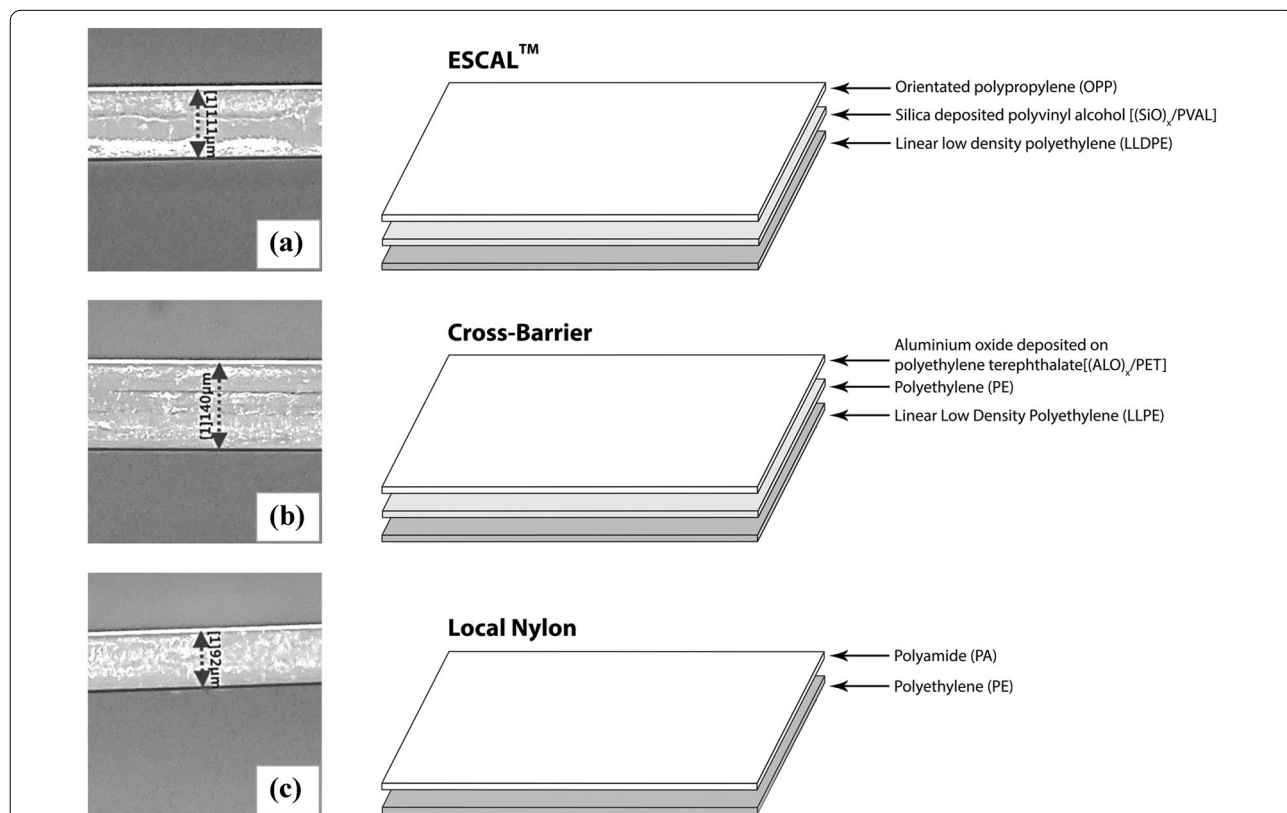 ESCAL™
[1]111µm
Orientated polypropylene (OPP)
Silica deposited polyvinyl alcohol [(SiO)x/PVAL]
Linear low density polyethylene (LLDPE)
(a)
Cross-Barrier
[1]140µm
Aluminium oxide deposited on
polyethylene terephthalate[(ALO)x/PET]
Polyethylene (PE)
Linear Low Density Polyethylene (LLPE)
(b)
Local Nylon
[1]92µm
Polyamide (PA)
Polyethylene (PE)
(c)